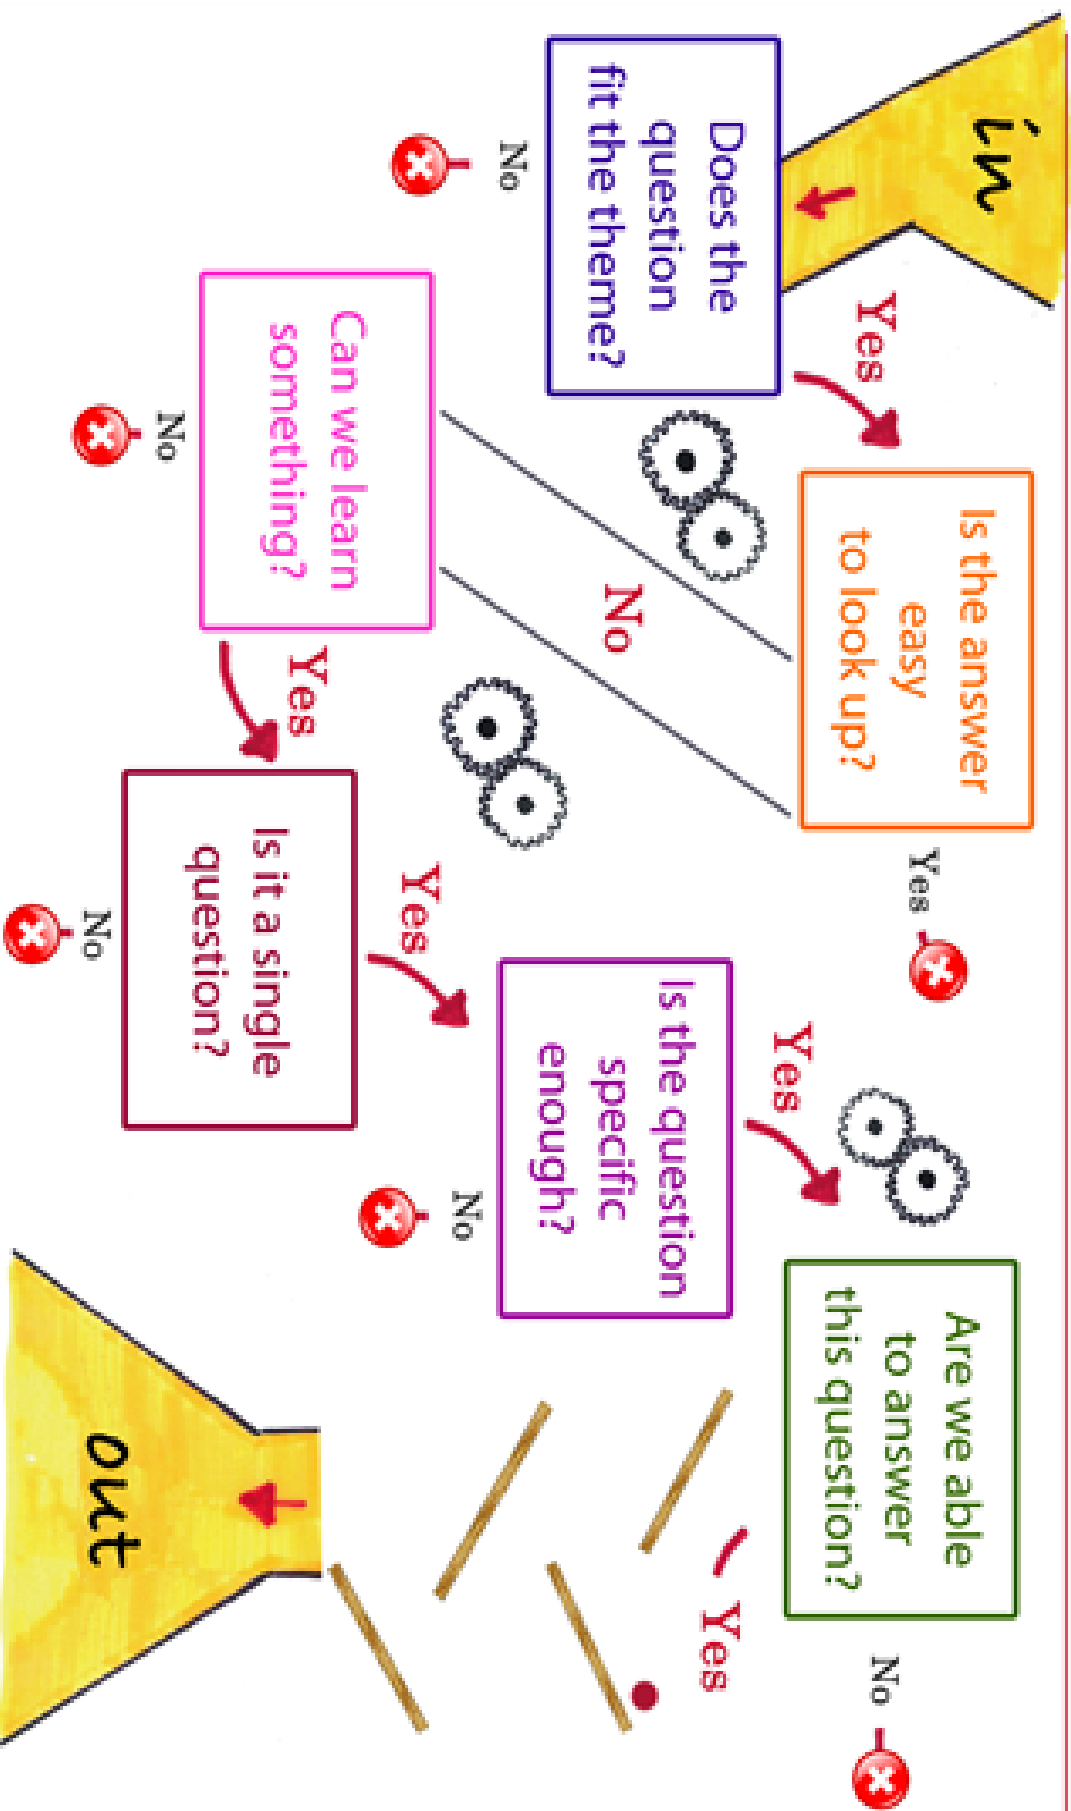 in
Does the
question
fit the theme?
No
Yes
Is the answer
easy
to look up?
Yes
No
Can we learn
something?
No
Yes
Is it a single
question?
No
Yes
Is the question
specific
enough?
No
Yes
Are we able
to answer
this question?
No
Yes
out